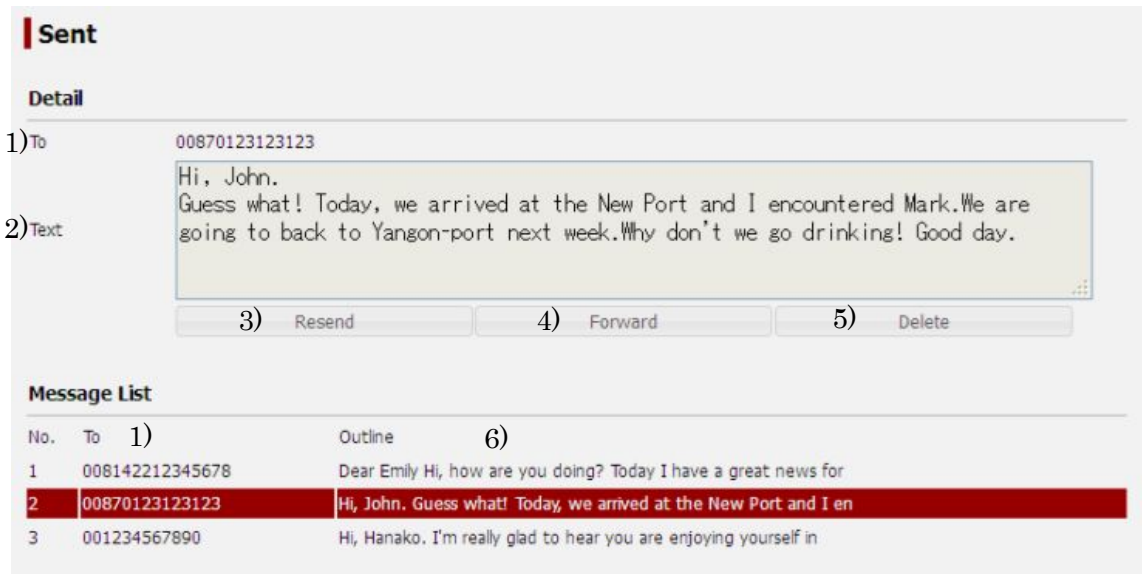 Sent
Detail
1) To 00870123123123
Hi, John.
Guess what! Today, we arrived at the New Port and I encountered Mark.We are
2) Text going to back to Yangon-port next week.Why don't we go drinking! Good day.
3) Resend 4) Forward 5) Delete
Message List
No. To 1) Outline 6)
1 008142212345678 Dear Emily Hi, how are you doing? Today I have a great news for
2 00870123123123 Hi, John. Guess what! Today, we arrived at the New Port and I en
3 001234567890 Hi, Hanako. I'm really glad to hear you are enjoying yourself in